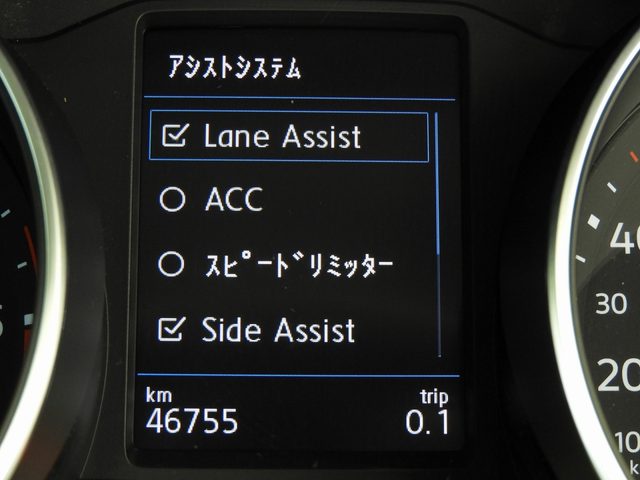 ｱｼｽﾄｼｽﾃﾑ
Lane Assist
ACC
ｽﾋﾟｰﾄﾞﾘﾐｯﾀｰ
Side Assist
km
trip
46755
0.1
40
30
20
10
k